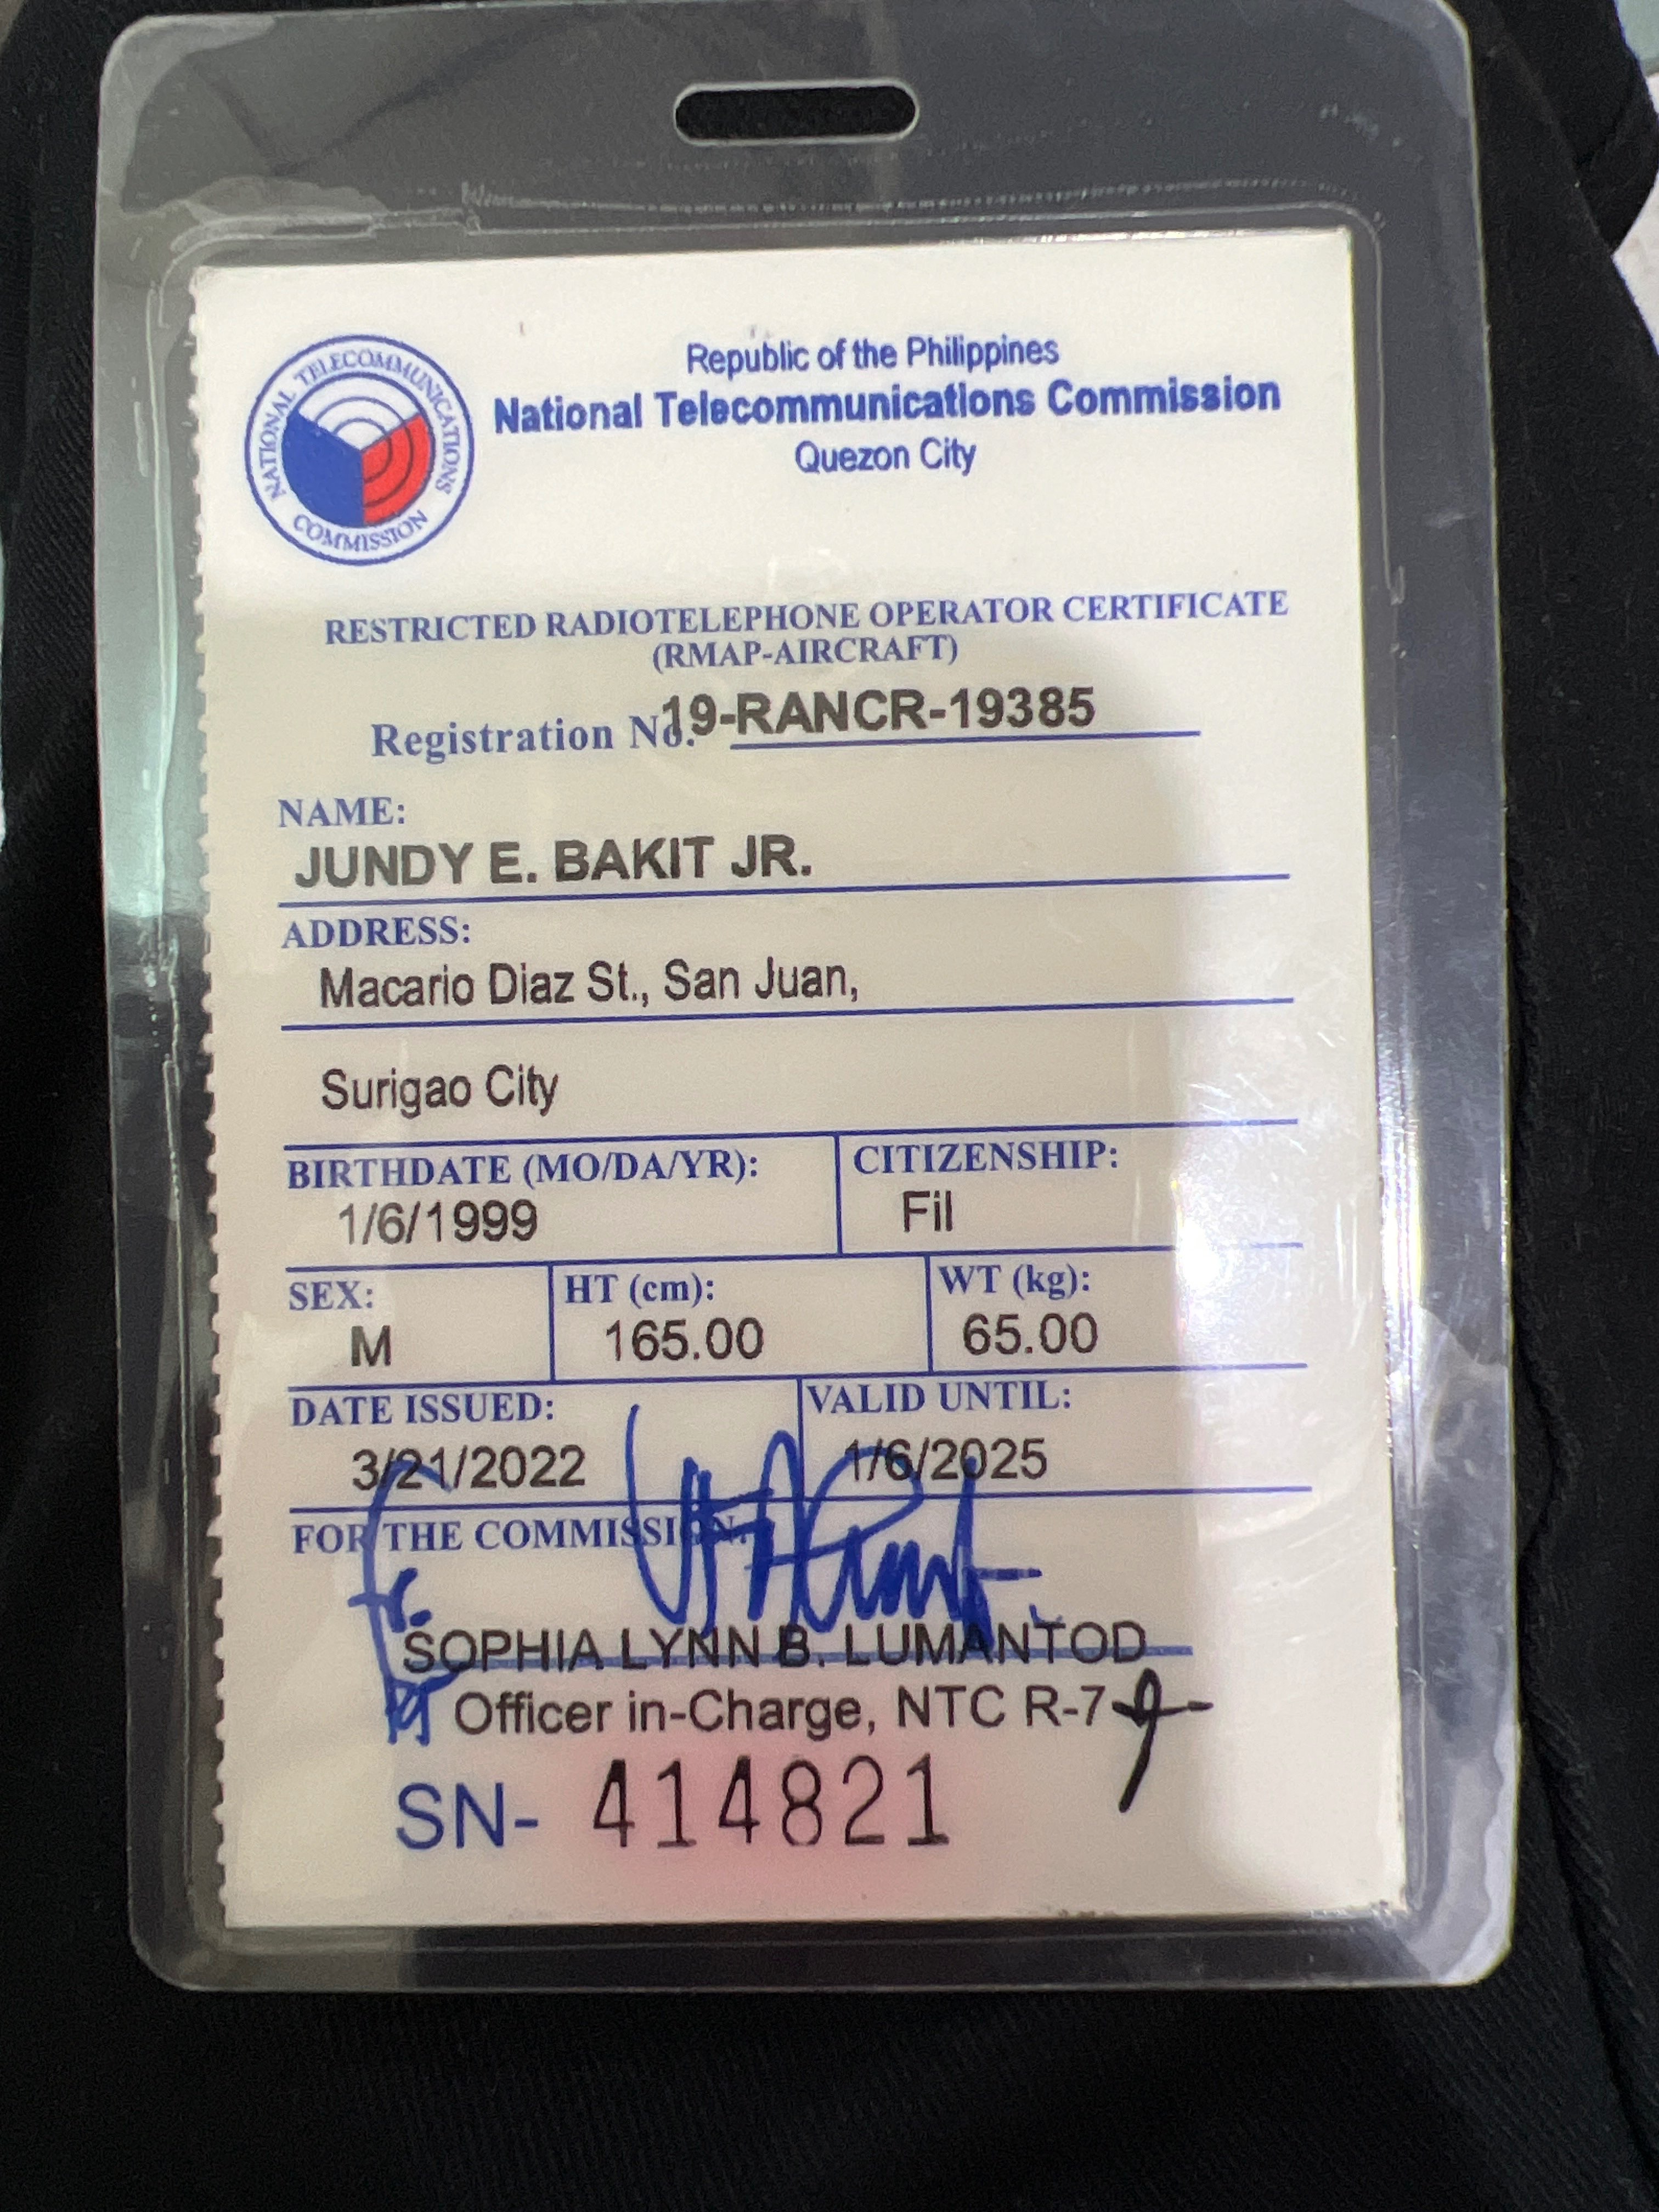 NATIONAL TELECOMMUNICATIONS
COMMISSION
Republic of the Philippines
National Telecommunications Commission
Quezon City
RESTRICTED RADIOTELEPHONE OPERATOR CERTIFICATE
(RMAP-AIRCRAFT)
Registration No. 19-RANCR-19385
NAME:
JUNDY E. BAKIT JR.
ADDRESS:
Macario Diaz St., San Juan,
Surigao City
BIRTHDATE (MO/DA/YR): CITIZENSHIP:
1/6/1999 Fil
SEX: HT (cm): WT (kg):
M 165.00 65.00
DATE ISSUED: VALID UNTIL:
3/21/2022 1/6/2025
FOR THE COMMISSION:
SOPHIA LYNN B. LUMANTOD
Officer in-Charge, NTC R-7
SN- 414821